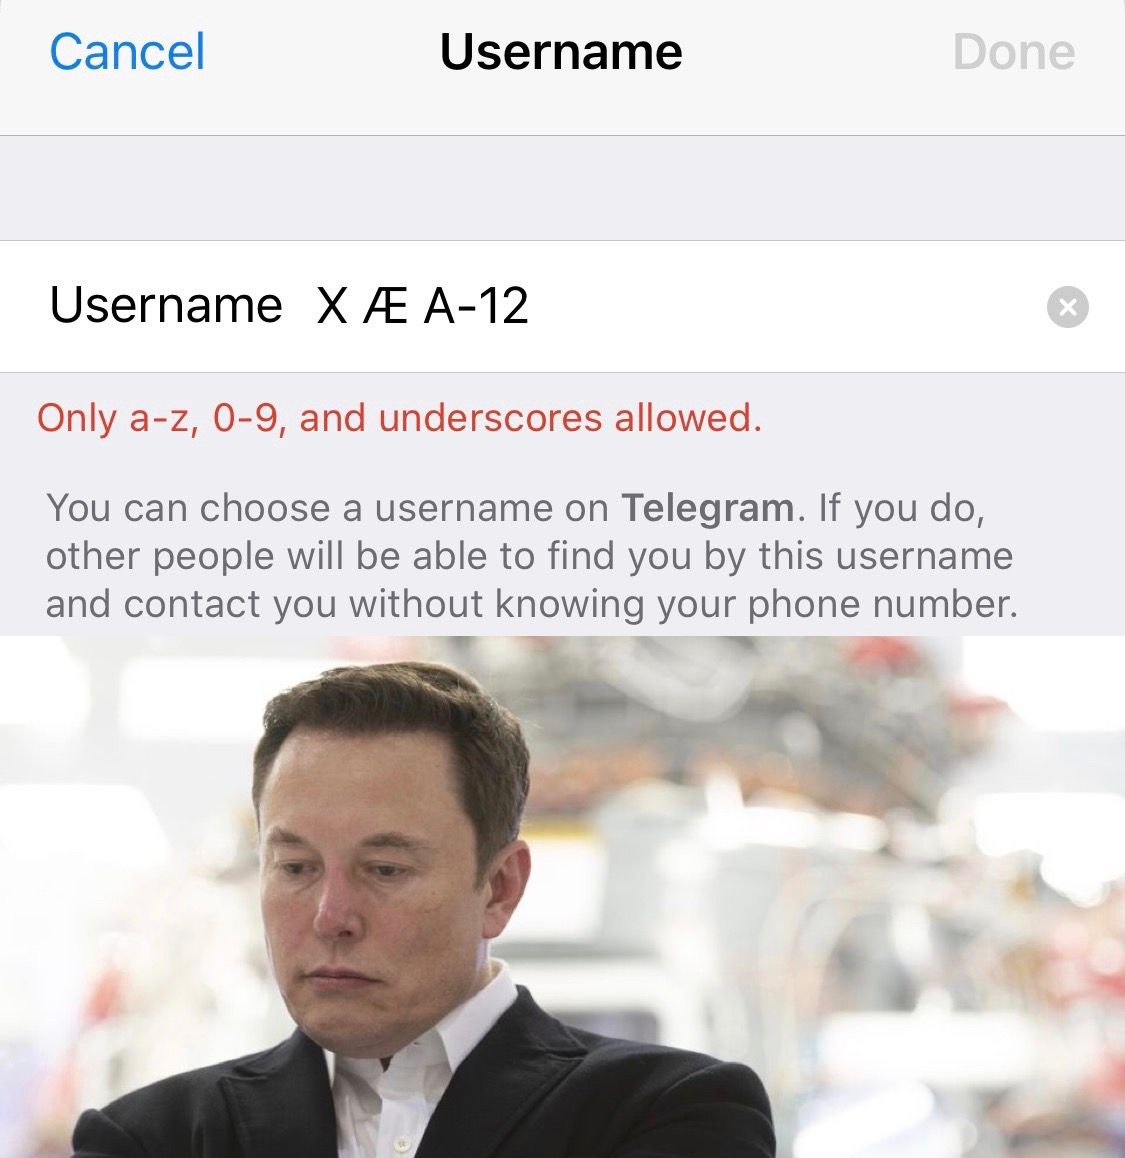 Cancel Username Done
Username X Æ A-12
Only a-z, 0-9, and underscores allowed.
You can choose a username on Telegram. If you do,
other people will be able to find you by this username
and contact you without knowing your phone number.